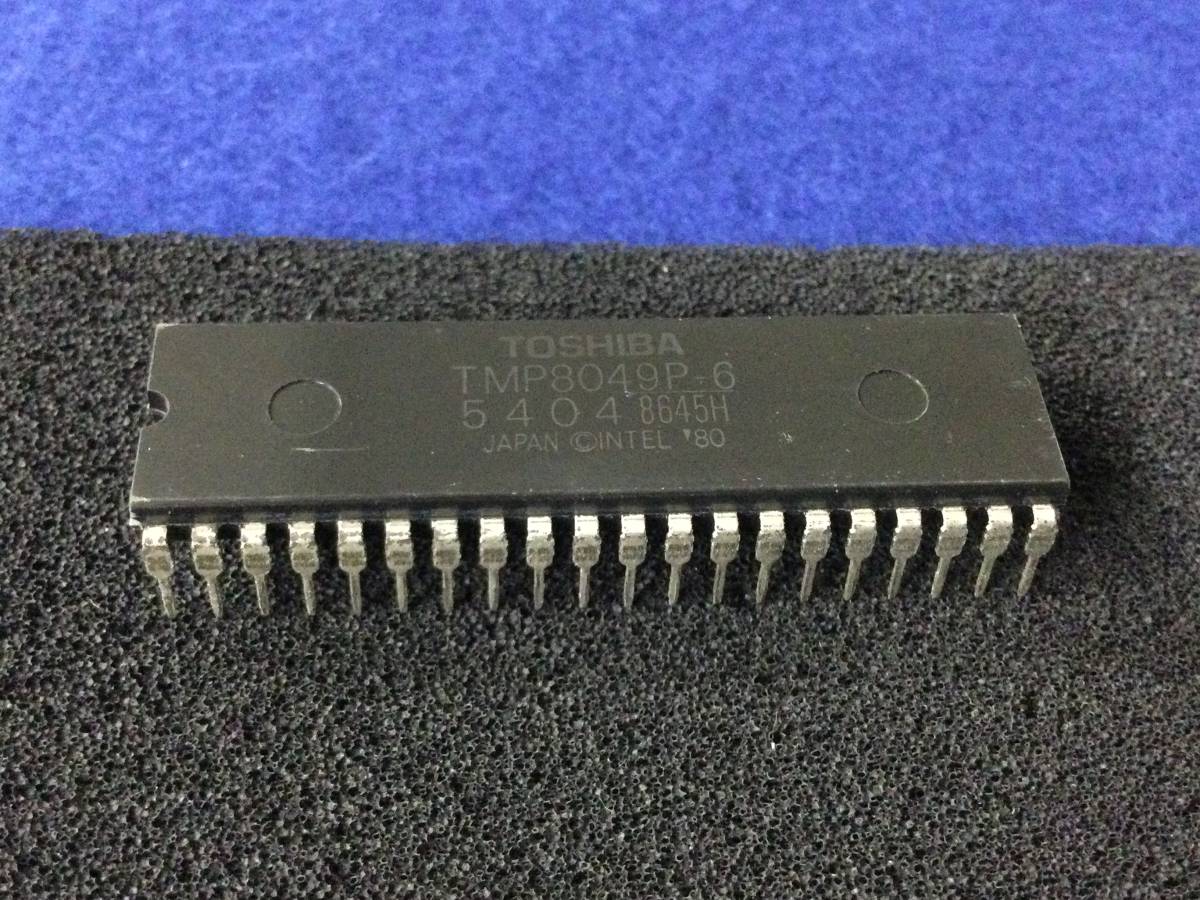 TOSHIBA
TMP8049P-6
5404 8645H
JAPAN ©INTEL '80